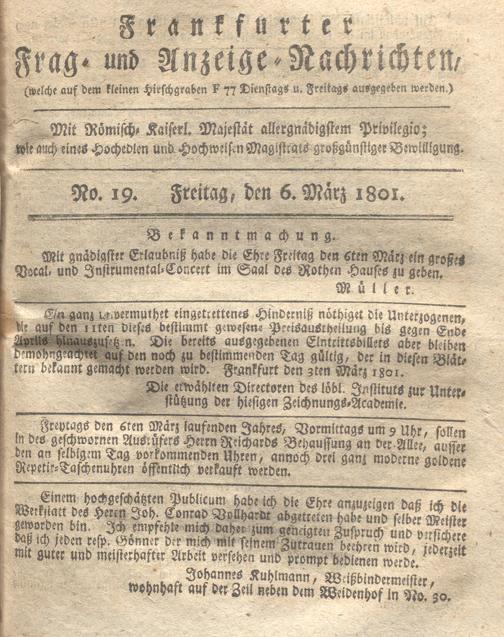 Frankfurter
Frag- und Anzeige-Nachrichten,
(welche auf dem kleinen Hirschgraben F 77 Dienstags u. Freitags ausgegeben werden.)
Mit Römisch-Kaiserl. Majestät allergnädigstem Privilegio;
wie auch eines Hochedlen und Hochweisen Magistrats großgünstiger Bewilligung.
No. 19. Freitag, den 6. März 1801.
Bekanntmachung.
Mit gnädigster Erlaubniß habe die Ehre Freitag den 6ten März ein großes
Vocal- und Instrumental-Concert im Saal des Rothen Hauses zu geben.
Müller.
Ein ganz unvermuthet eingetrettenes Hinderniß nöthiget die Unterzogenen,
die auf den 11ten dieses bestimmt gewesene Preisaustheilung bis gegen Ende
Aprils hinauszusetzen. Die bereits ausgegebenen Eintrittsbillets aber bleiben
demohngeachtet auf den noch zu bestimmenden Tag gültig, der in diesen Blät-
tern bekannt gemacht werden wird. Frankfurt den 3ten März 1801.
Die erwählten Directoren des löbl. Instituts zur Unter-
stützung der hiesigen Zeichnungs-Academie.
Freytags den 6ten März laufenden Jahres, Vormittags um 9 Uhr, sollen
in des geschwornen Ausrufers Herrn Reichards Behausung an der Aller, ausser
den an selbigem Tag vorkommenden Uhren, annoch drei ganz moderne goldene
Repetir-Taschenuhren öffentlich verkauft werden.
Einem hochgeschätzten Publicum habe ich die Ehre anzuzeigen daß ich die
Werkstatt des Herrn Joh. Conrad Vollhardt abgetretten habe und selber Meister
geworden bin. Ich empfehle mich daher zum geneigten Zuspruch und versichere
daß ich jeden resp. Gönner der mich mit seinem Zutrauen beehren wird, jederzeit
mit guter und meisterhafter Arbeit versehen und prompt bedienen werde.
Johannes Kuhlmann, Weißbindermeister,
wohnhaft auf der Zeil neben dem Weidenhof in No. 30.